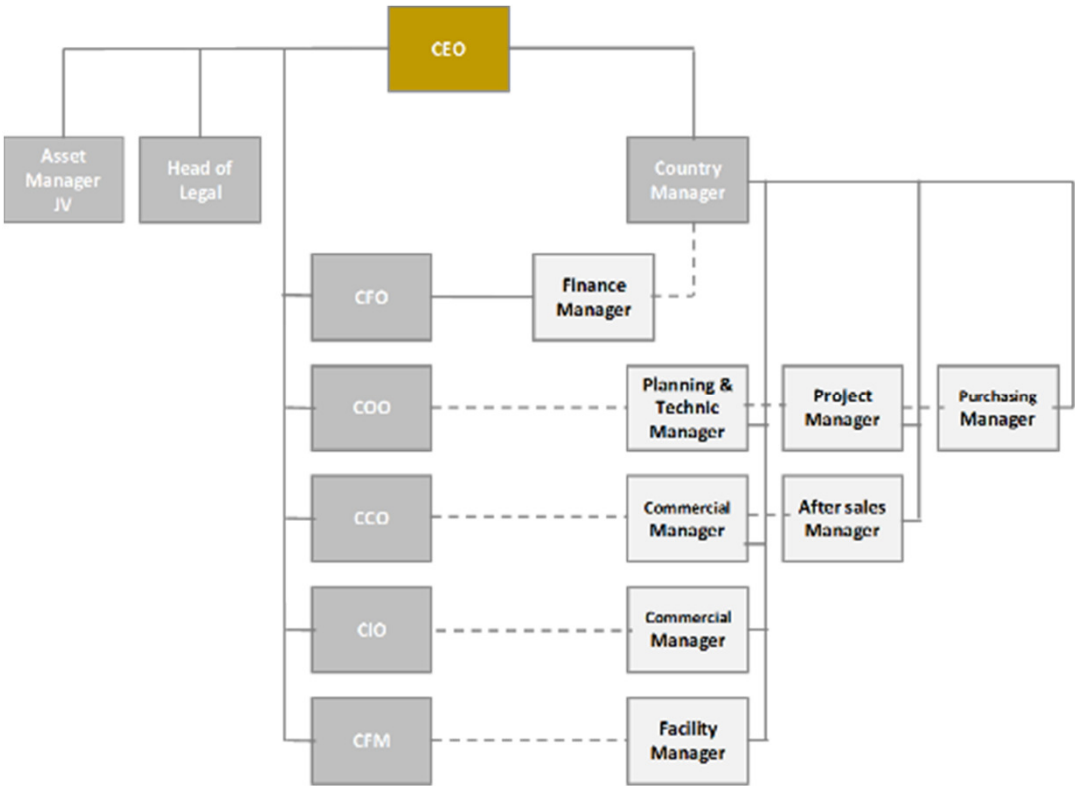 CEO
Asset
Manager
JV
Head of
Legal
Country
Manager
CFO
Finance
Manager
COO
Planning &
Technic
Manager
Project
Manager
Purchasing
Manager
CCO
Commercial
Manager
After sales
Manager
CIO
Commercial
Manager
CFM
Facility
Manager